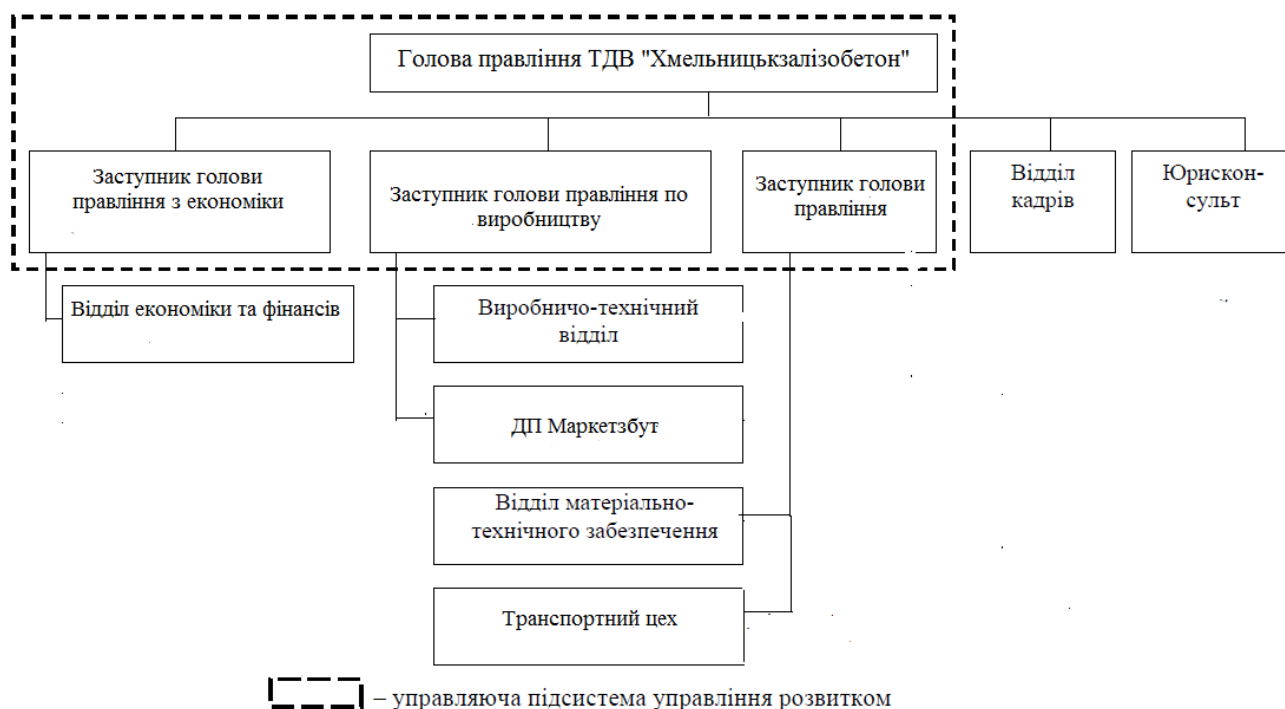 Голова правління ТДВ "Хмельницькзалізобетон"
Заступник голови
правління з економіки
Заступник голови правління по
виробництву
Заступник голови
правління
Відділ
кадрів
Юрискон-
сульт
Відділ економіки та фінансів
Виробничо-технічний
відділ
ДП Маркетзбут
Відділ матеріально-
технічного забезпечення
Транспортний цех
– управляюча підсистема управління розвитком